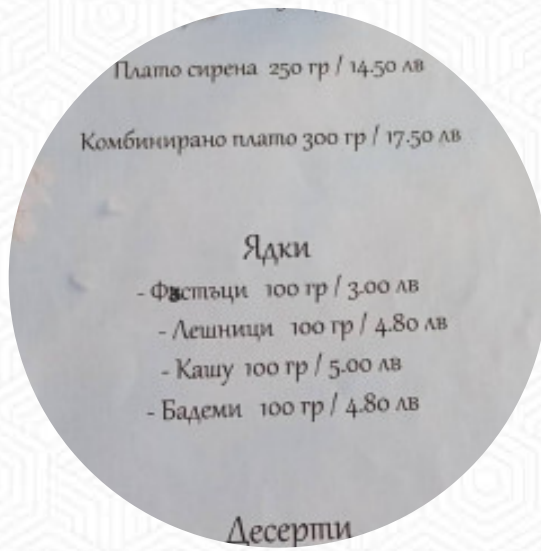 Плато сирена 250 гр / 14.50 лв
Комбинирано плато 300 гр / 17.50 лв
Ядки
- Фъстъци 100 гр / 3.00 лв
- Лешници 100 гр / 4.80 лв
- Кашу 100 гр / 5.00 лв
- Бадеми 100 гр / 4.80 лв
Десерти